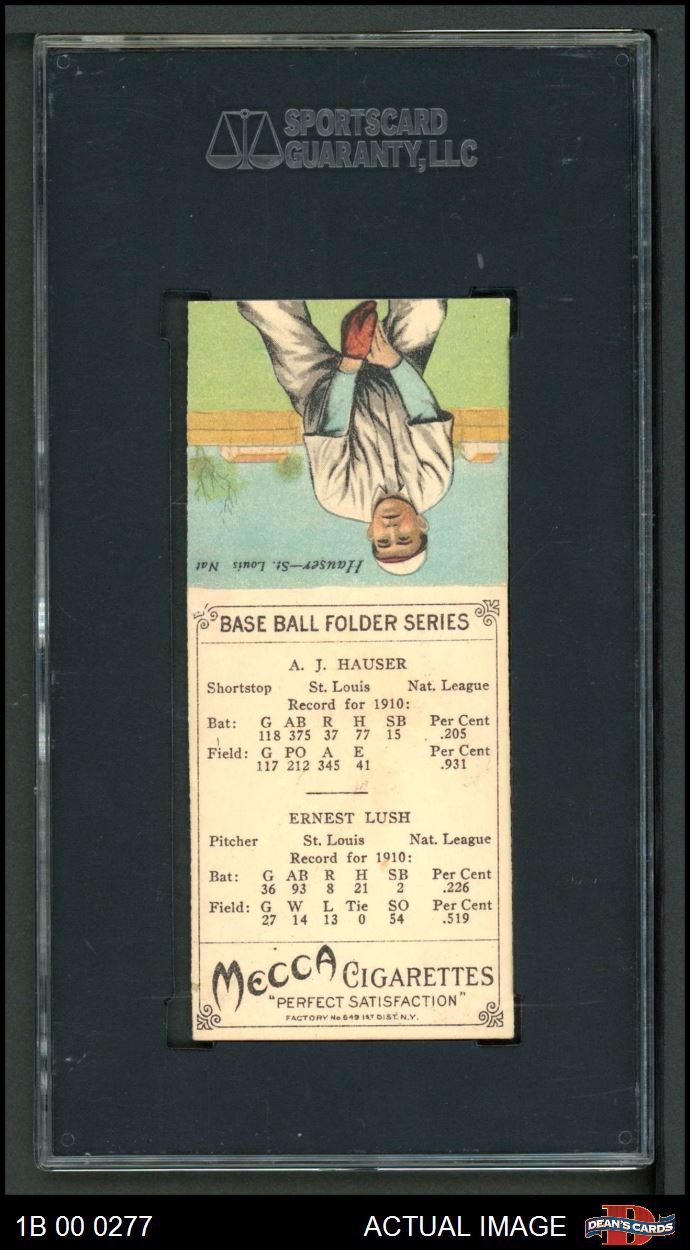 SPORTSCARD
GUARANTY, LLC
Hauser—St. Louis Nat
BASE BALL FOLDER SERIES
A. J. HAUSER
Shortstop St. Louis Nat. League
Record for 1910:
Bat: G AB R H SB Per Cent
118 375 37 77 15 .205
Field: G PO A E Per Cent
117 212 345 41 .931
ERNEST LUSH
Pitcher St. Louis Nat. League
Record for 1910:
Bat: G AB R H SB Per Cent
36 93 8 21 2 .226
Field: G W L Tie SO Per Cent
27 14 13 0 54 .519
MECCA CIGARETTES
"PERFECT SATISFACTION"
FACTORY No. 649 1ST DIST. N.Y.
1B 00 0277
ACTUAL IMAGE
DEAN'S CARDS